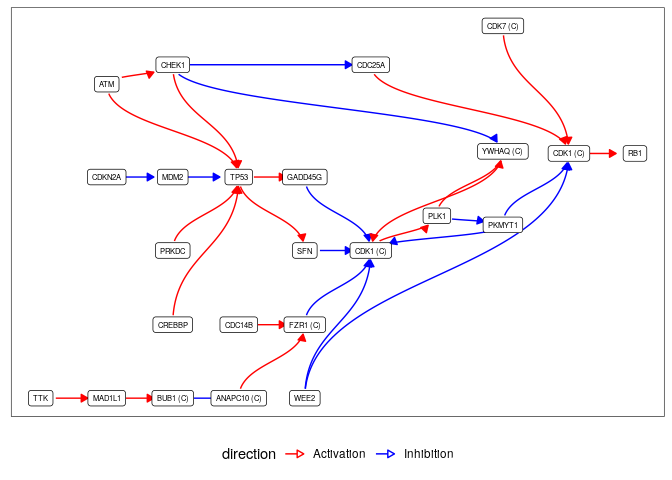 CDK7 (C)
CHEK1
CDC25A
ATM
YWHAQ (C)
CDK1 (C)
RB1
CDKN2A
MDM2
TP53
GADD45G
PLK1
PKMYT1
PRKDC
SFN
CDK1 (C)
CREBBP
CDC14B
FZR1 (C)
TTK
MAD1L1
BUB1 (C)
ANAPC10 (C)
WEE2
direction Activation Inhibition